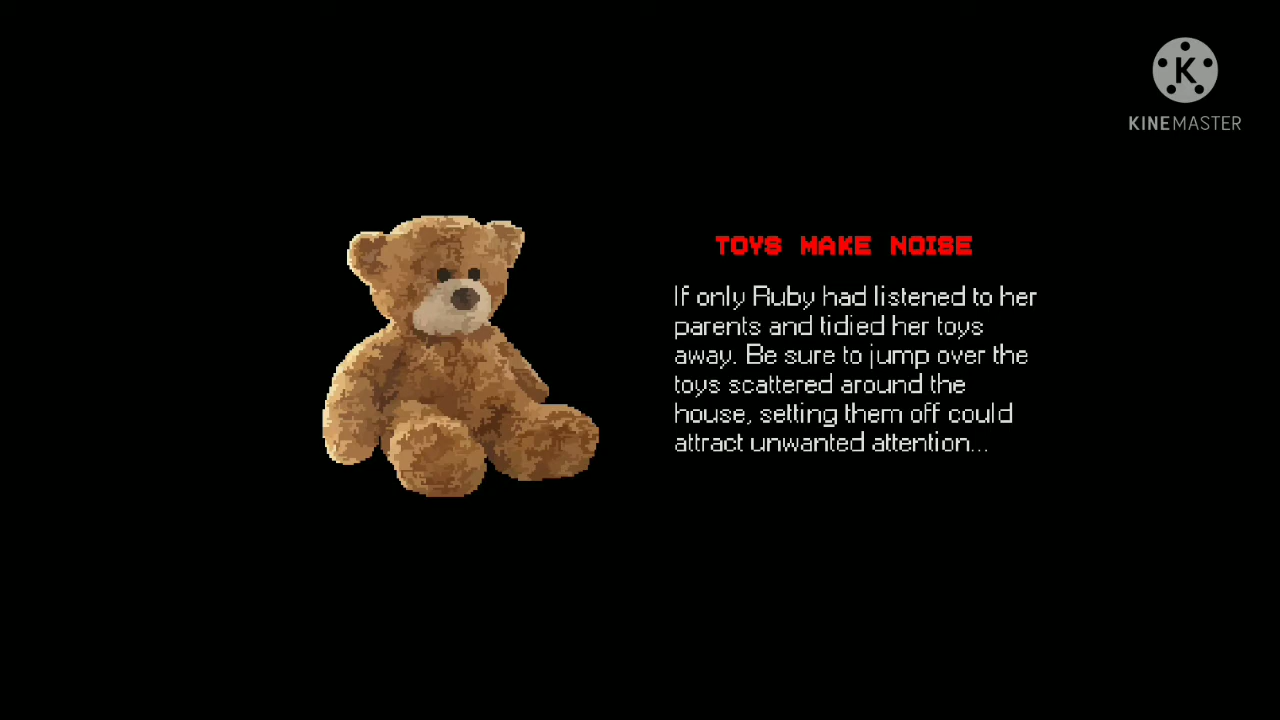 K
KINEMASTER
TOYS MAKE NOISE
If only Ruby had listened to her
parents and tidied her toys
away. Be sure to jump over the
toys scattered around the
house, setting them off could
attract unwanted attention...